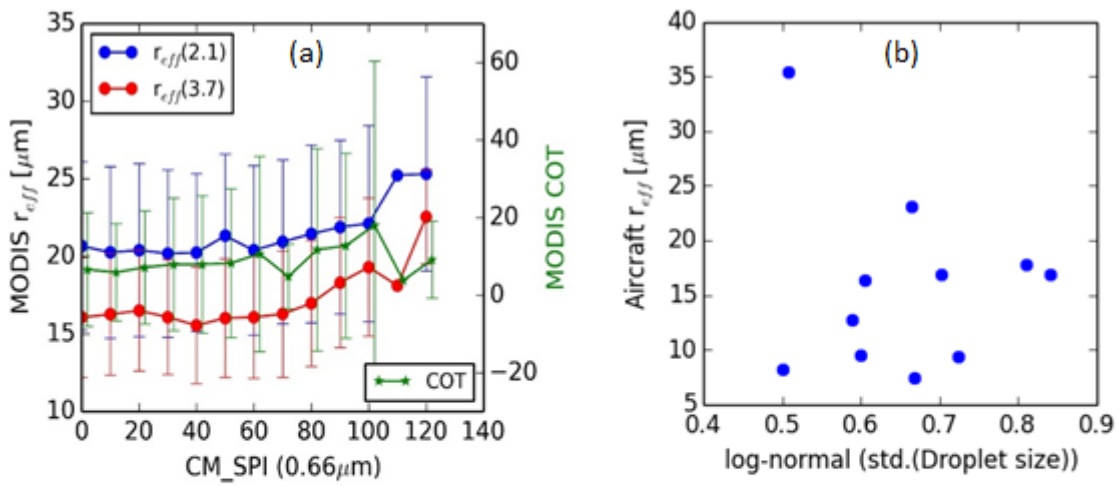 (a)
r_eff(2.1)
r_eff(3.7)
COT
MODIS r_eff [μm]
35
30
25
20
15
10
MODIS COT
60
40
20
0
−20
0 20 40 60 80 100 120 140
CM_SPI (0.66μm)
(b)
Aircraft r_eff [μm]
40
35
30
25
20
15
10
5
0.4 0.5 0.6 0.7 0.8 0.9
log-normal (std.(Droplet size))